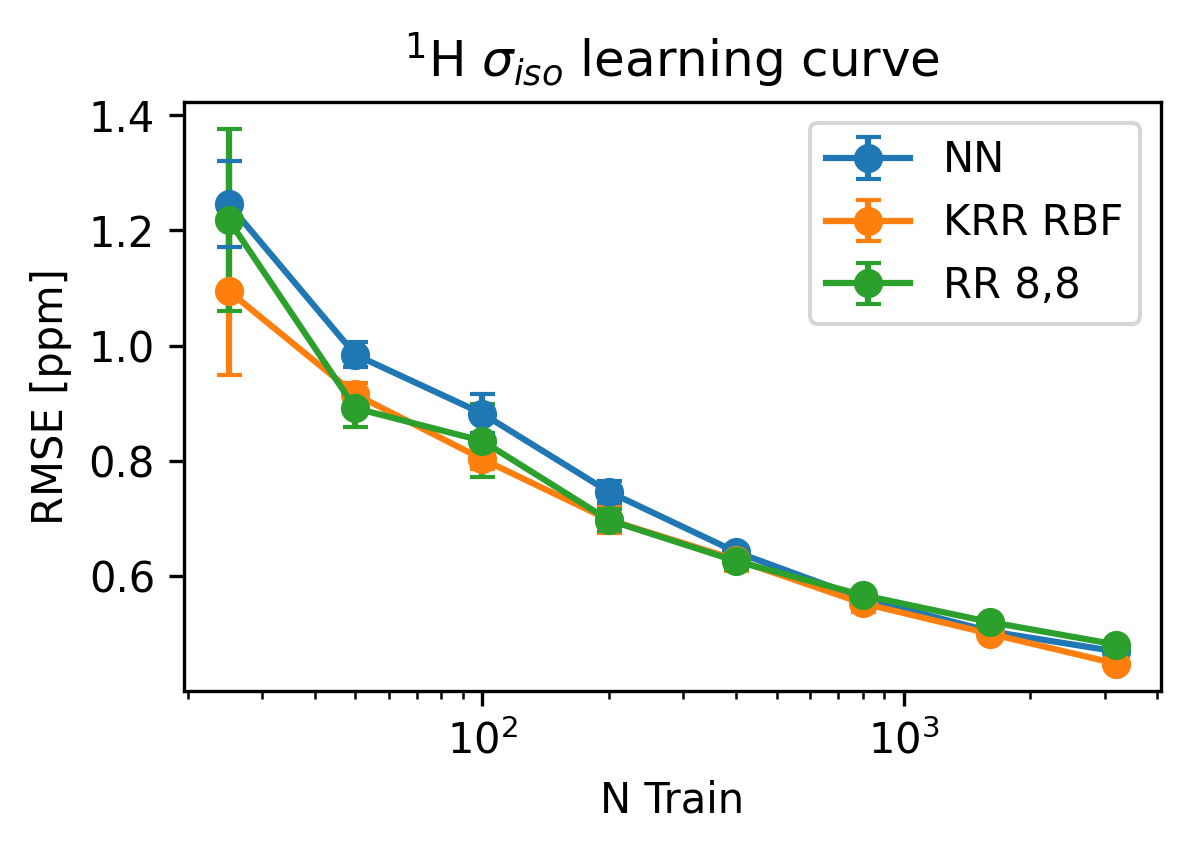 ¹H σ_iso learning curve
1.4
1.2
1.0
0.8
0.6
RMSE [ppm]
NN
KRR RBF
RR 8,8
10² 10³
N Train